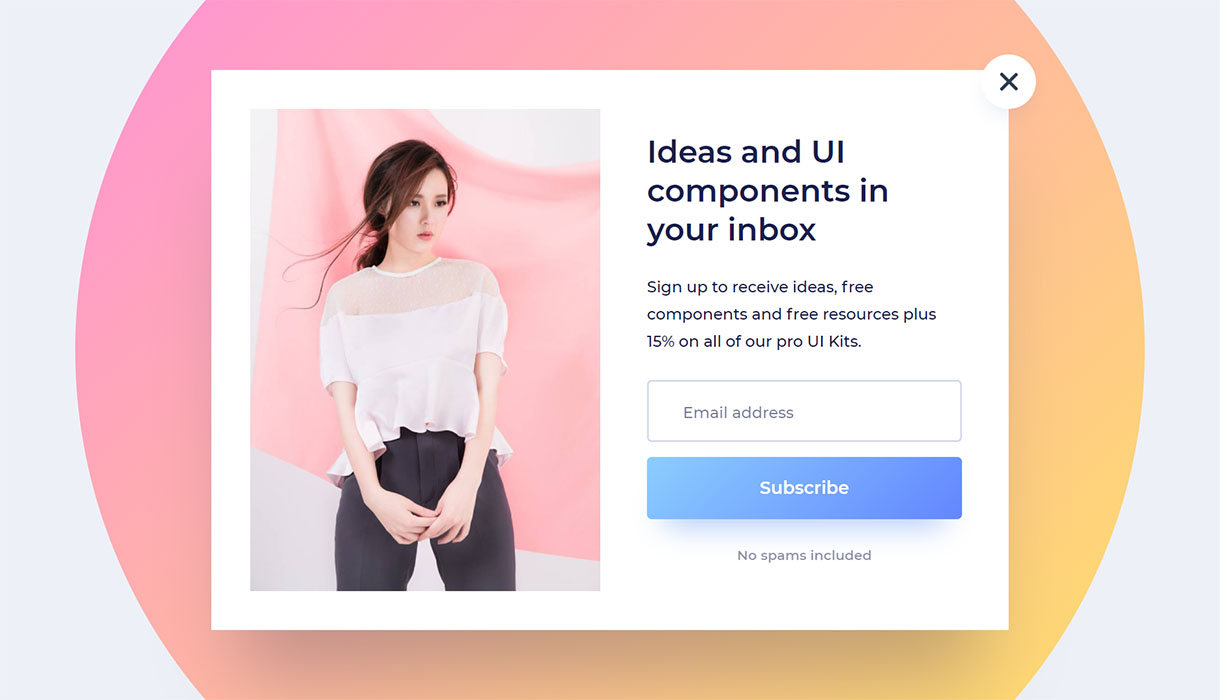 Ideas and UI
components in
your inbox
Sign up to receive ideas, free
components and free resources plus
15% on all of our pro UI Kits.
Email address
Subscribe
No spams included